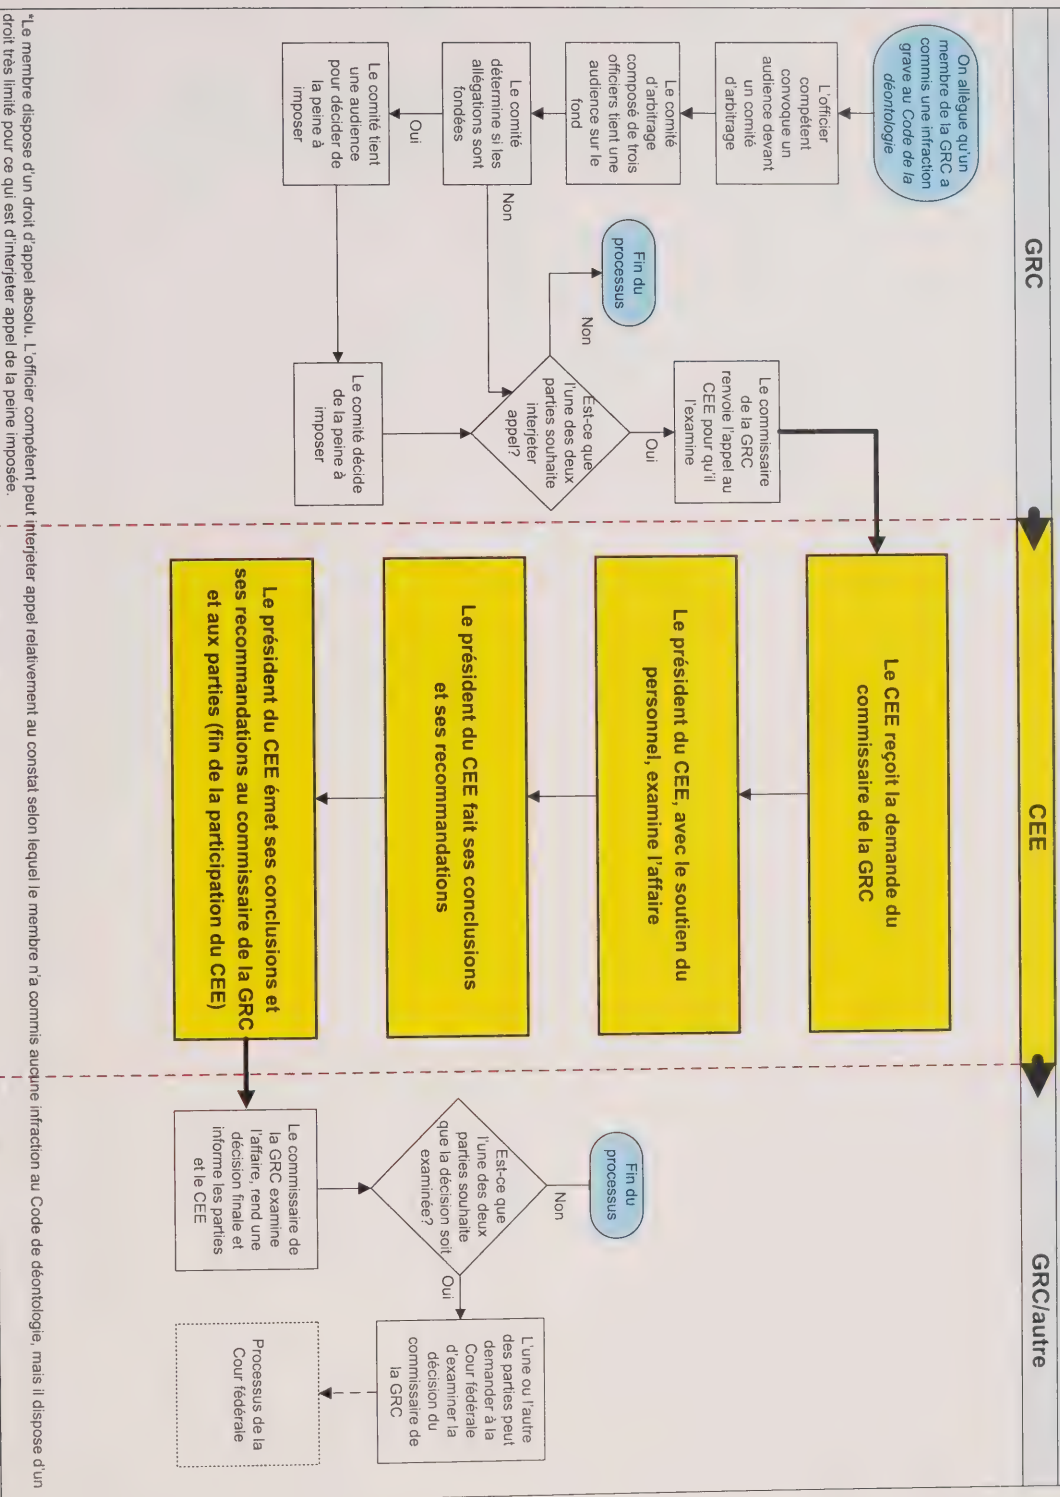 GRC
CEE
GRC/autre
On allègue qu'un
membre de la GRC a
commis une infraction
grave au Code de la
déontologie
L'officier
compétent
convoque un
audience devant
un comité
d'arbitrage
Le comité
d'arbitrage
composé de trois
officiers tient une
audience sur le
fond
Le comité
détermine si les
allégations sont
fondées
Non
Oui
Le comité tient
une audience
pour décider de
la peine à
imposer
Fin du
processus
Non
Le commissaire
de la GRC
renvoie l'appel au
CEE pour qu'il
l'examine
Oui
Est-ce que
l'une des deux
parties souhaite
interjeter
appel?
Le comité décide
de la peine à
imposer
Le CEE reçoit la demande du
commissaire de la GRC
Le président du CEE, avec le soutien du
personnel, examine l'affaire
Le président du CEE fait ses conclusions
et ses recommandations
Le président du CEE émet ses conclusions et
ses recommandations au commissaire de la GRC
et aux parties (fin de la participation du CEE)
Le commissaire de
la GRC examine
l'affaire, rend une
décision finale et
informe les parties
et le CEE
Est-ce que
l'une des deux
parties souhaite
que la décision soit
examinée?
Non
Fin du
processus
Oui
L'une ou l'autre
des parties peut
demander à la
Cour fédérale
d'examiner la
décision du
commissaire de
la GRC
Processus de la
Cour fédérale
*Le membre dispose d'un droit d'appel absolu. L'officier compétent peut interjeter appel relativement au constat selon lequel le membre n'a commis aucune infraction au Code de déontologie, mais il dispose d'un
droit très limité pour ce qui est d'interjeter appel de la peine imposée.